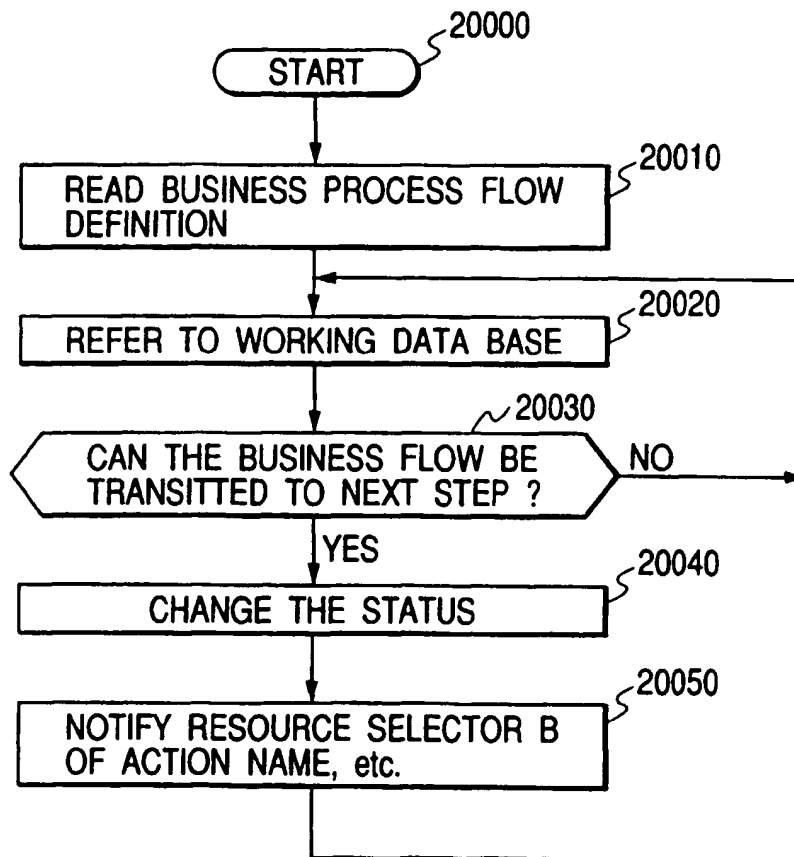 20000
START
20010
READ BUSINESS PROCESS FLOW
DEFINITION
20020
REFER TO WORKING DATA BASE
20030
CAN THE BUSINESS FLOW BE
TRANSITTED TO NEXT STEP ?
NO
YES
20040
CHANGE THE STATUS
20050
NOTIFY RESOURCE SELECTOR B
OF ACTION NAME, etc.